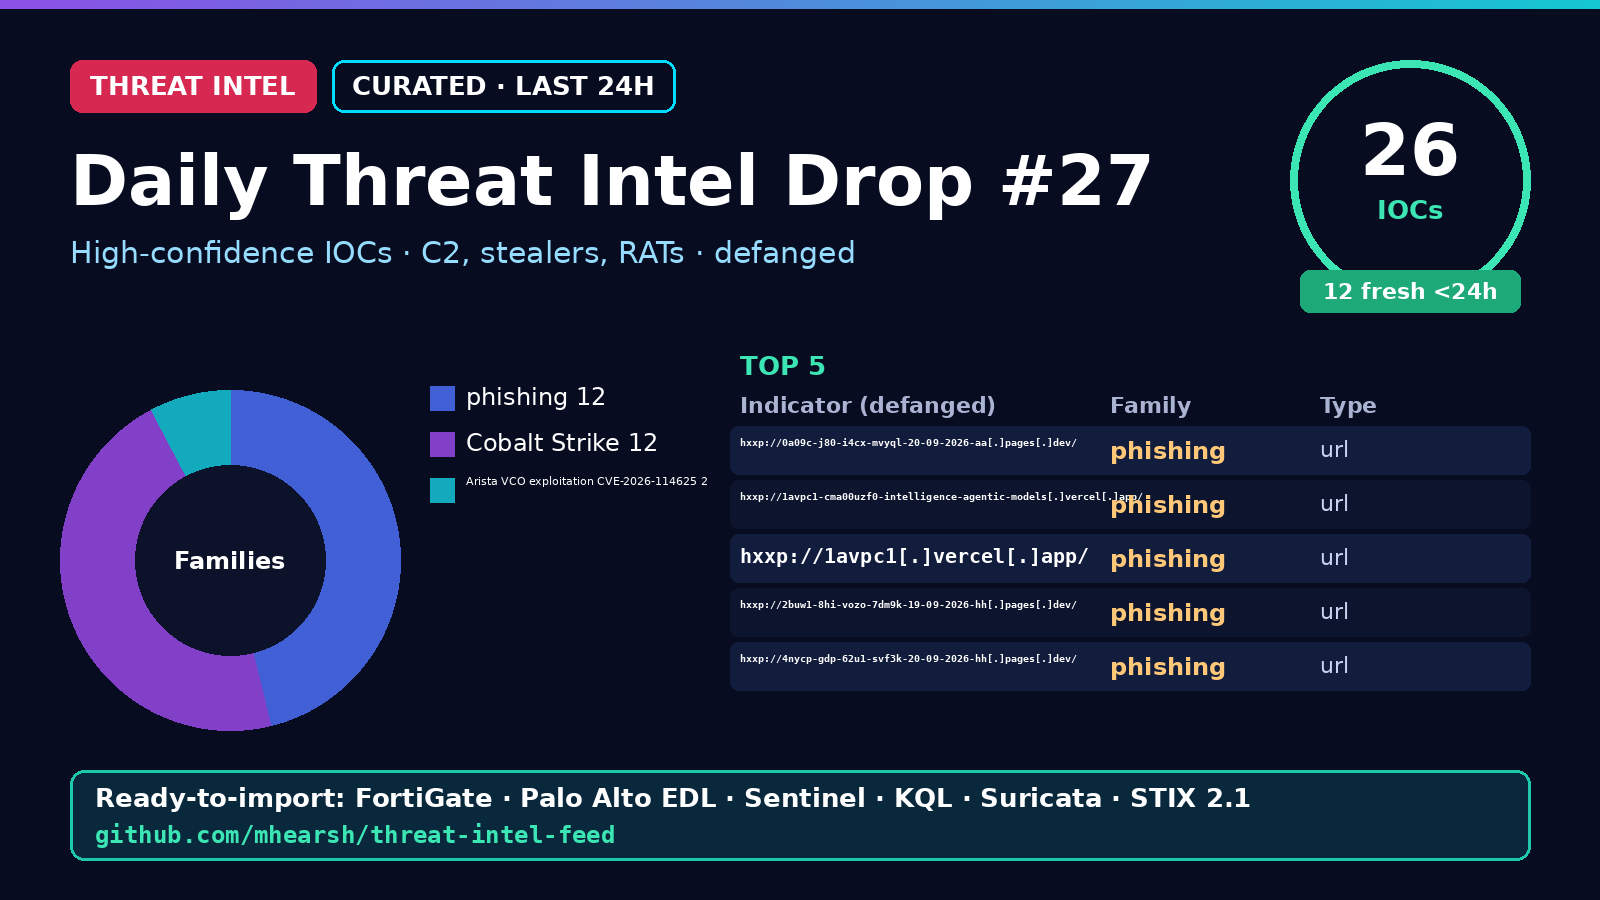 THREAT INTEL
CURATED · LAST 24H
Daily Threat Intel Drop #27
High-confidence IOCs · C2, stealers, RATs · defanged
26
IOCs
12 fresh <24h
Families
phishing 12
Cobalt Strike 12
Arista VCO exploitation CVE-2026-114625 2
TOP 5
Indicator (defanged) Family Type
hxxp://0a09c-j80-i4cx-mvyql-20-09-2026-aa[.]pages[.]dev/ phishing url
hxxp://1avpc1-cma00uzf0-intelligence-agentic-models[.]vercel[.]app/ phishing url
hxxp://1avpc1[.]vercel[.]app/ phishing url
hxxp://2buw1-8hi-vozo-7dm9k-19-09-2026-hh[.]pages[.]dev/ phishing url
hxxp://4nycp-gdp-62u1-svf3k-20-09-2026-hh[.]pages[.]dev/ phishing url
Ready-to-import: FortiGate · Palo Alto EDL · Sentinel · KQL · Suricata · STIX 2.1
github.com/mhearsh/threat-intel-feed